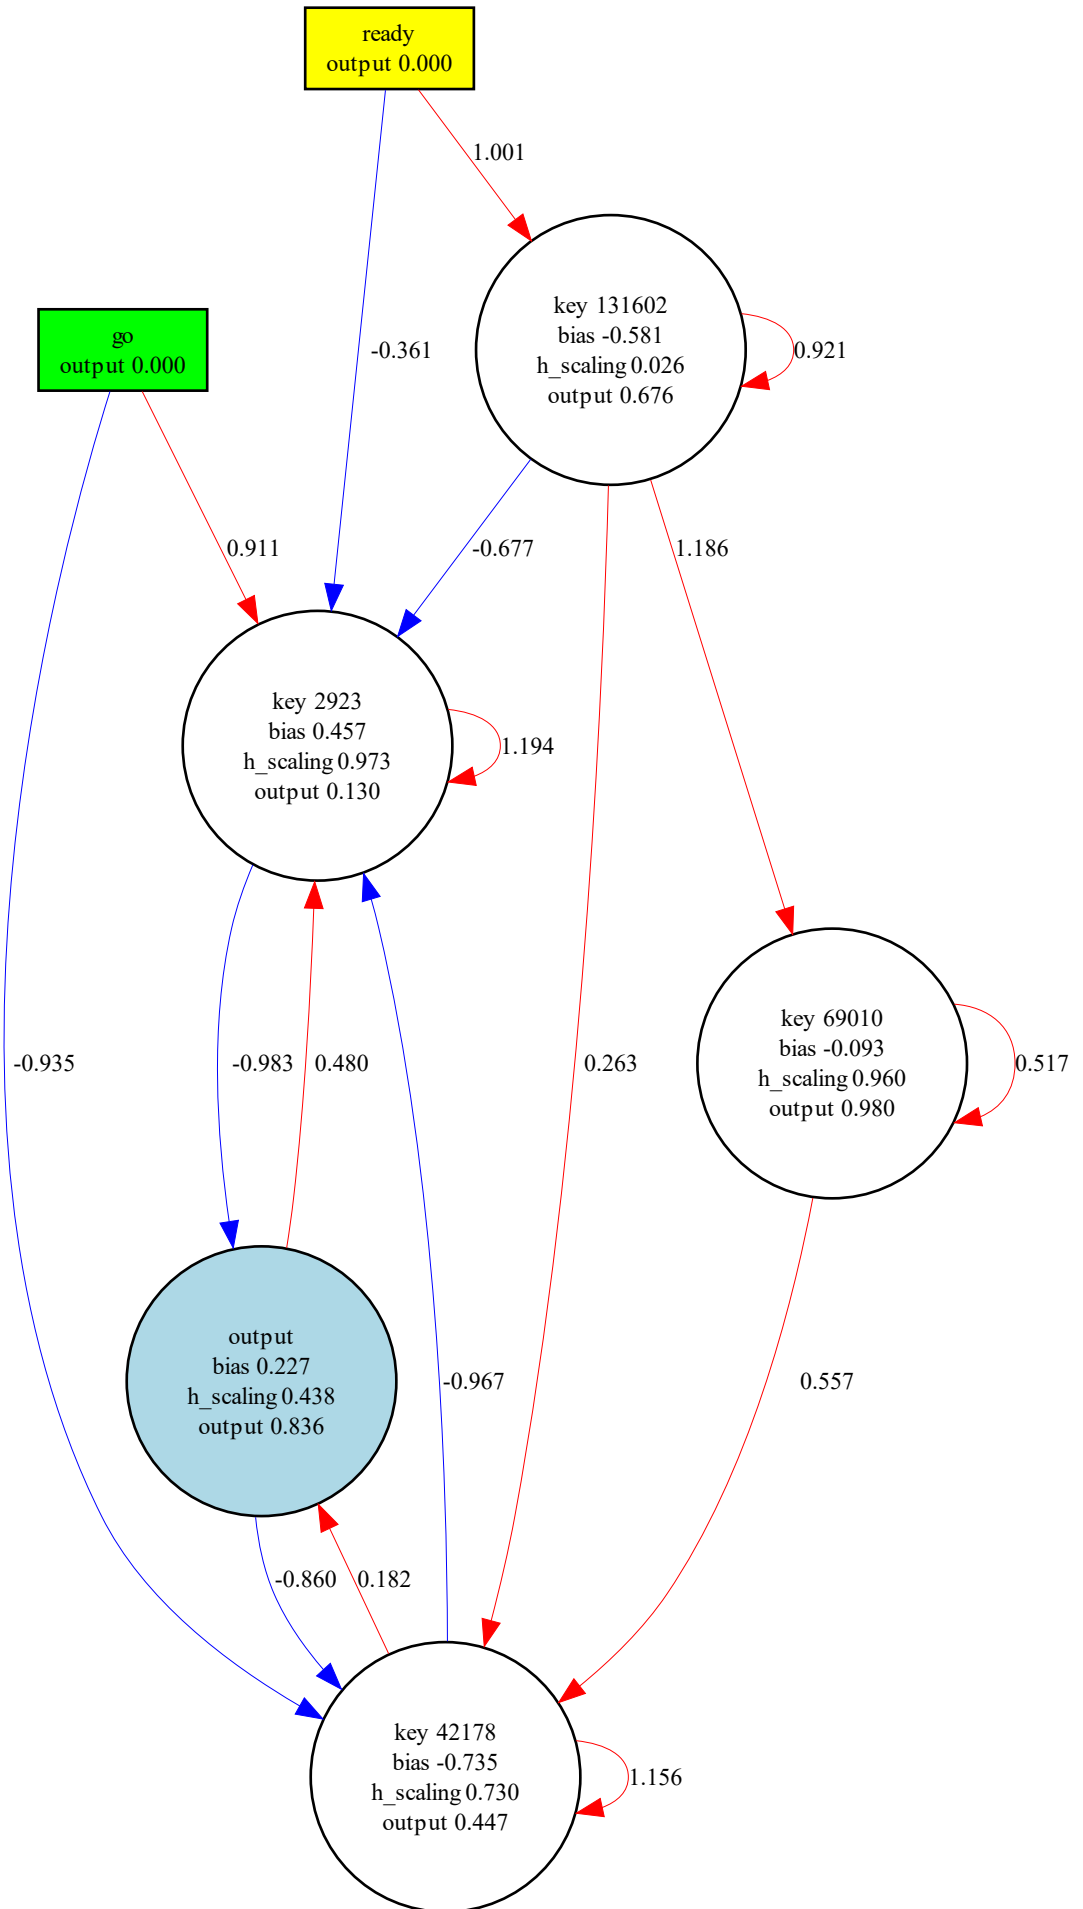 ready
output 0.000
1.001
key 131602
bias -0.581
h_scaling 0.026
output 0.676
0.921
go
output 0.000
-0.361
0.911
-0.677
1.186
key 2923
bias 0.457
h_scaling 0.973
output 0.130
1.194
-0.935
-0.983
0.480
0.263
key 69010
bias -0.093
h_scaling 0.960
output 0.980
0.517
output
bias 0.227
h_scaling 0.438
output 0.836
-0.967
0.557
-0.860
0.182
key 42178
bias -0.735
h_scaling 0.730
output 0.447
1.156